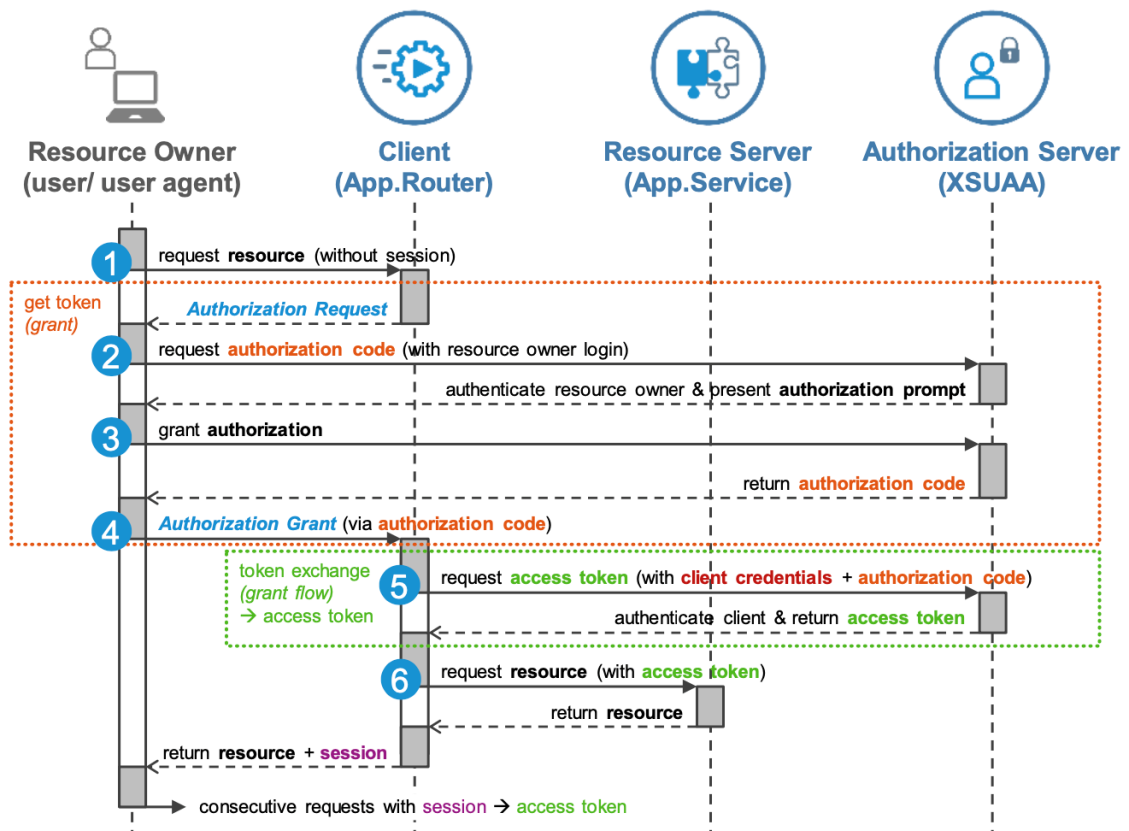 1
Resource Owner
(user/ user agent)
Client
(App.Router)
Resource Server
(App.Service)
Authorization Server
(XSUAA)
1
request resource (without session)
get token
(grant)
Authorization Request
2
request authorization code (with resource owner login)
authenticate resource owner & present authorization prompt
3
grant authorization
return authorization code
4
Authorization Grant (via authorization code)
token exchange
(grant flow)
→ access token
5
request access token (with client credentials + authorization code)
authenticate client & return access token
6
request resource (with access token)
return resource
return resource + session
consecutive requests with session → access token